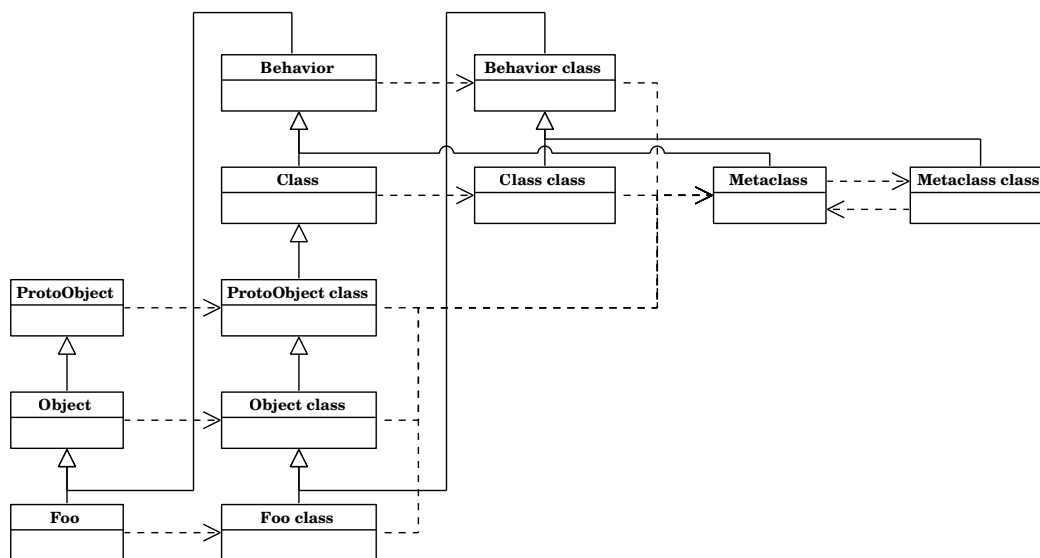 Behavior
Behavior class
Class
Class class
Metaclass
Metaclass class
ProtoObject
ProtoObject class
Object
Object class
Foo
Foo class